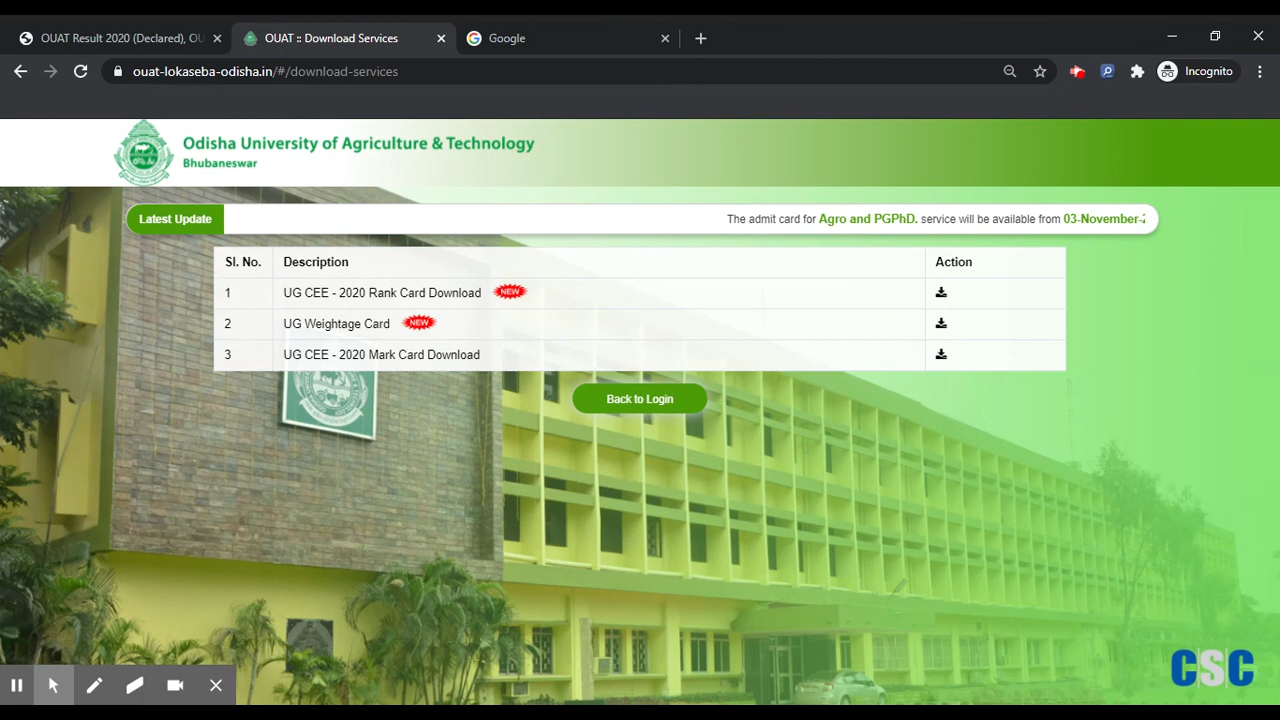 OUAT Result 2020 (Declared), OU
OUAT :: Download Services
Google
ouat-lokaseba-odisha.in/#/download-services
Incognito
Odisha University of Agriculture & Technology
Bhubaneswar
Latest Update
The admit card for Agro and PGPhD. service will be available from 03-November-2
Sl. No. Description Action
1 UG CEE - 2020 Rank Card Download NEW
2 UG Weightage Card NEW
3 UG CEE - 2020 Mark Card Download
Back to Login
CSC